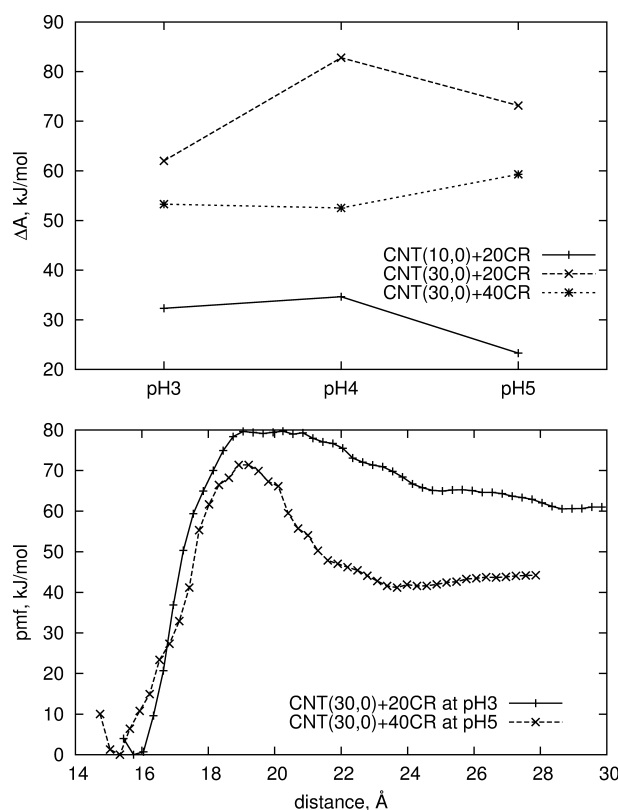 90
80
70
60
50
40
30
20
ΔA, kJ/mol
CNT(10,0)+20CR
CNT(30,0)+20CR
CNT(30,0)+40CR
pH3 pH4 pH5
80
70
60
50
40
30
20
10
0
pmf, kJ/mol
CNT(30,0)+20CR at pH3
CNT(30,0)+40CR at pH5
14 16 18 20 22 24 26 28 30
distance, Å